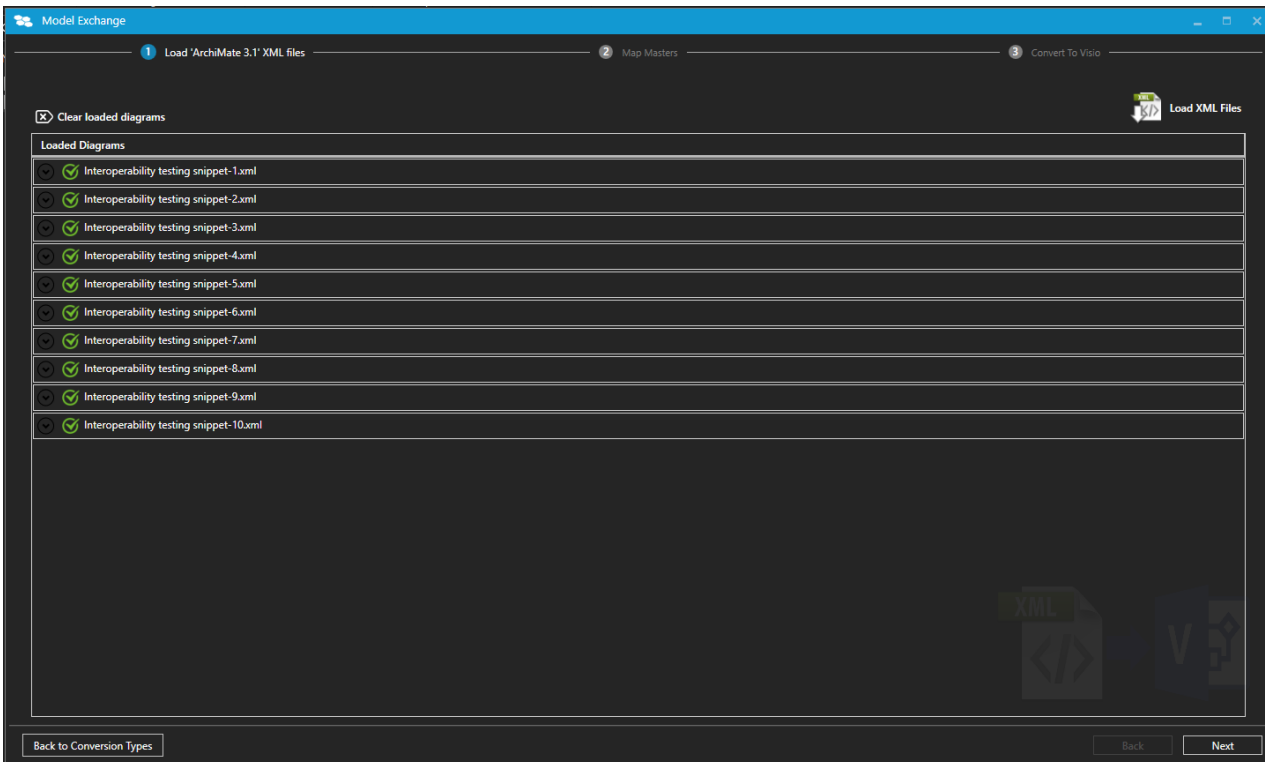 Model Exchange
1 Load 'ArchiMate 3.1' XML files
2 Map Masters
3 Convert To Visio
Clear loaded diagrams
XML
Load XML Files
Loaded Diagrams
Interoperability testing snippet-1.xml
Interoperability testing snippet-2.xml
Interoperability testing snippet-3.xml
Interoperability testing snippet-4.xml
Interoperability testing snippet-5.xml
Interoperability testing snippet-6.xml
Interoperability testing snippet-7.xml
Interoperability testing snippet-8.xml
Interoperability testing snippet-9.xml
Interoperability testing snippet-10.xml
XML
V
Back to Conversion Types
Back
Next